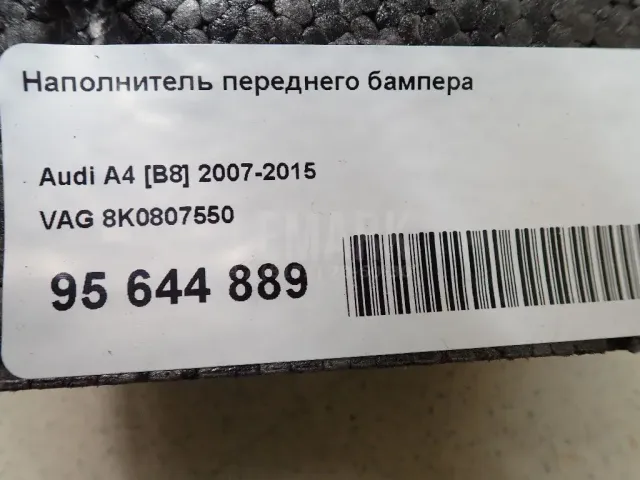 Наполнитель переднего бампера
Audi A4 [B8] 2007-2015
VAG 8K0807550
95 644 889